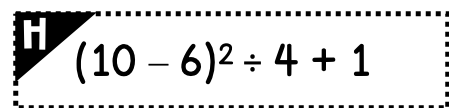 H
(10 – 6)² ÷ 4 + 1